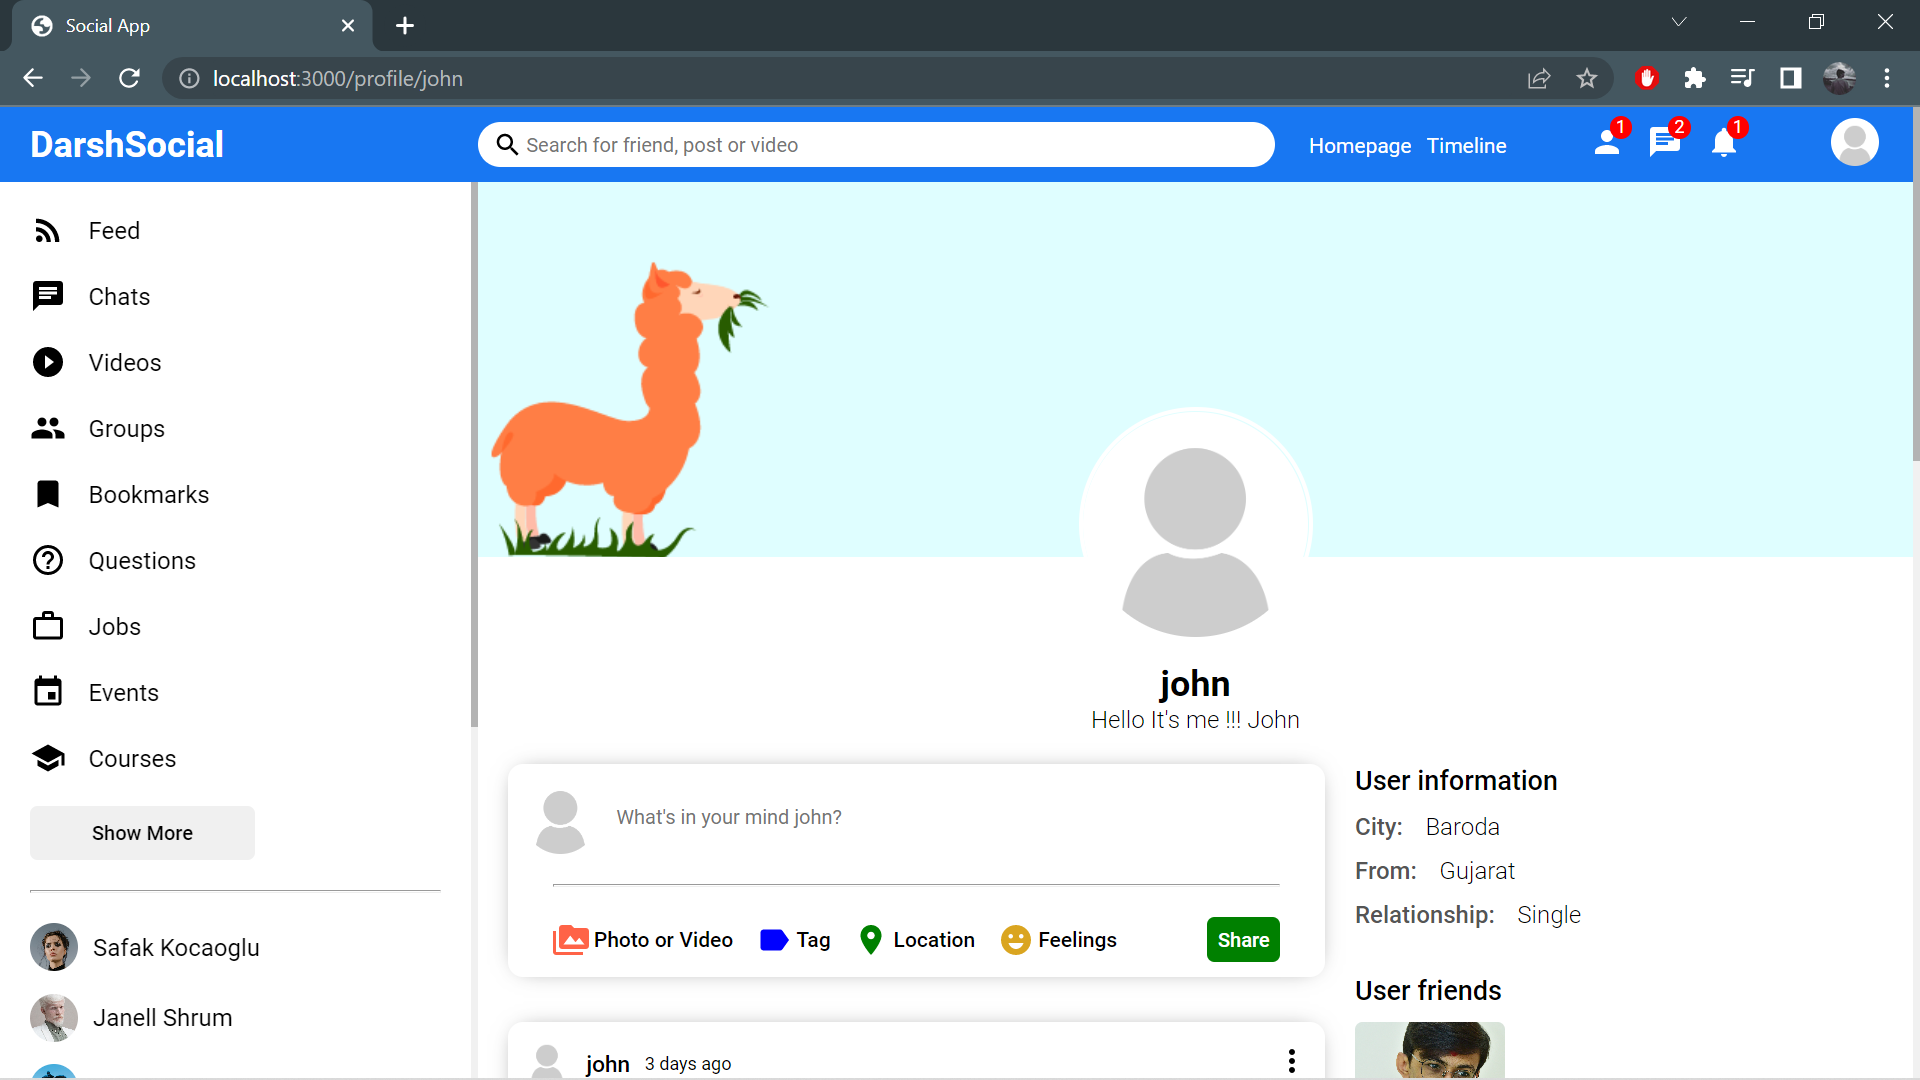 Social App
localhost:3000/profile/john
DarshSocial
Search for friend, post or video
Homepage Timeline
1
2
1
Feed
Chats
Videos
Groups
Bookmarks
Questions
Jobs
Events
Courses
Show More
Safak Kocaoglu
Janell Shrum
john
Hello It's me !!! John
What's in your mind john?
Photo or Video Tag Location Feelings Share
john 3 days ago
User information
City: Baroda
From: Gujarat
Relationship: Single
User friends